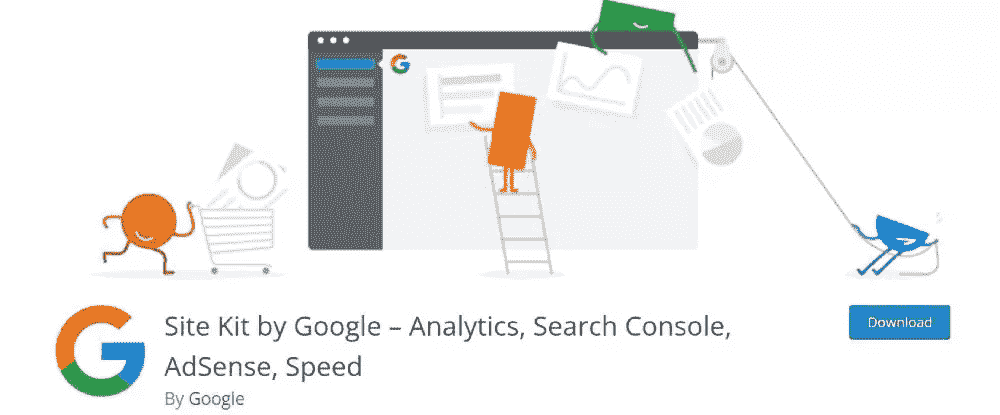 Site Kit by Google – Analytics, Search Console,
AdSense, Speed
By Google
Download